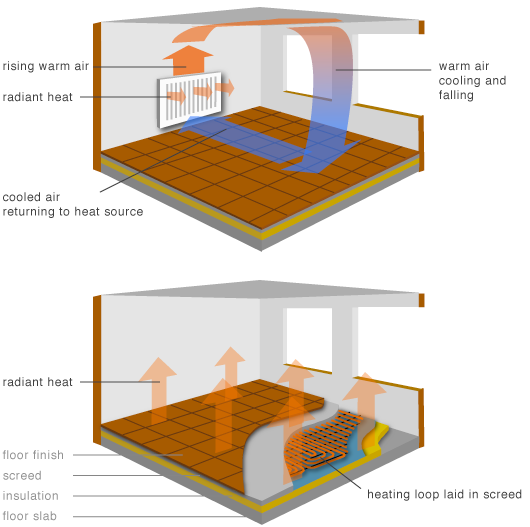 rising warm air
radiant heat
warm air
cooling and
falling
cooled air
returning to heat source
radiant heat
floor finish
screed
insulation
floor slab
heating loop laid in screed